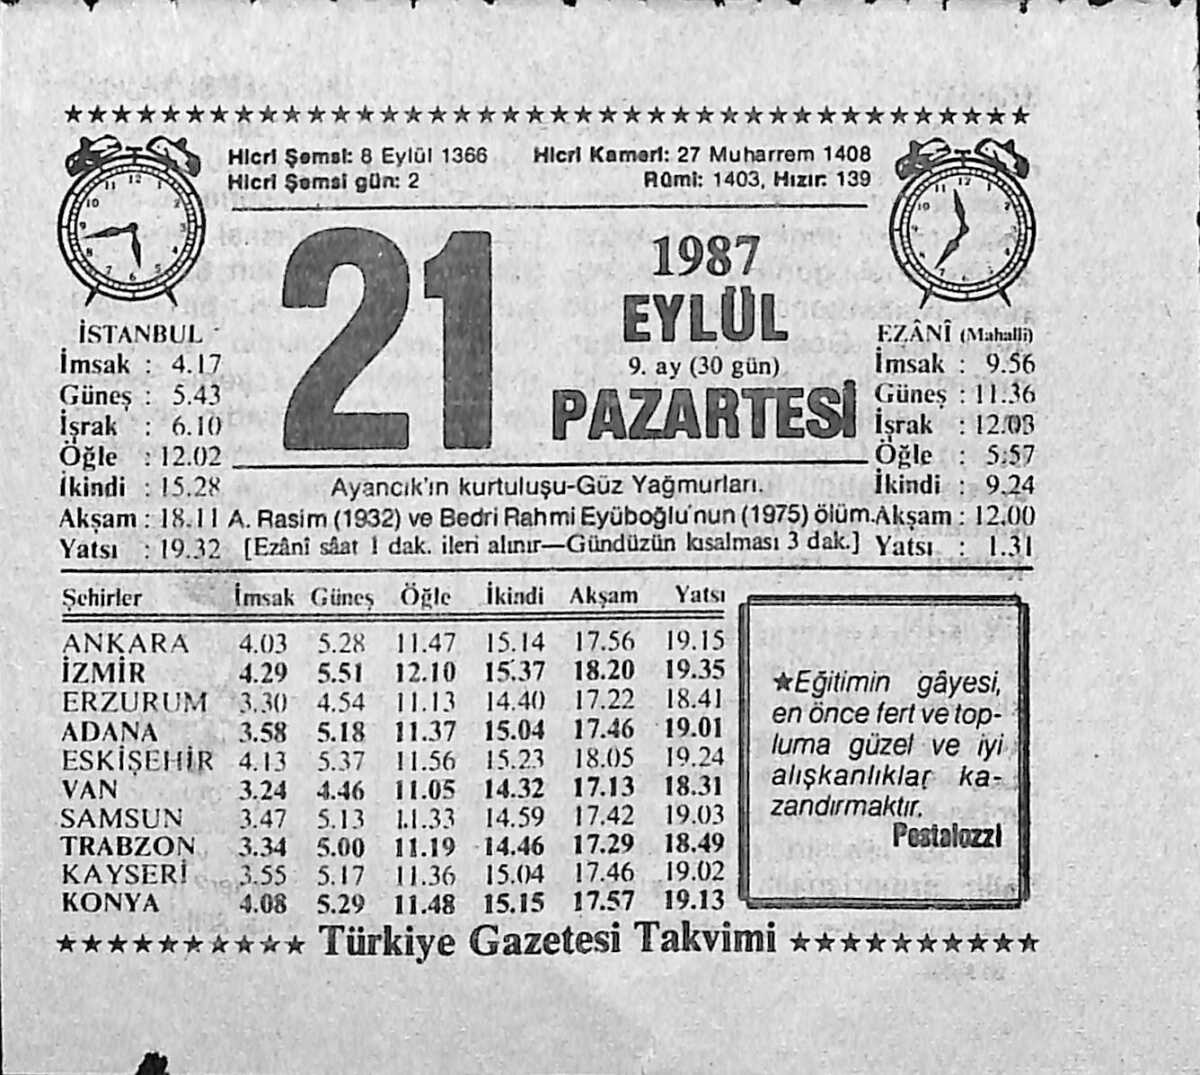 Hicri Şemsi: 8 Eylül 1366 Hicri Kameri: 27 Muharrem 1408
Hicri Şemsi gün: 2 Rûmi: 1403, Hızır: 139
21
1987
EYLÜL
9. ay (30 gün)
PAZARTESİ
İSTANBUL
İmsak : 4.17
Güneş : 5.43
İşrak : 6.10
Öğle : 12.02
İkindi : 15.28
Akşam : 18.11
Yatsı : 19.32
EZÂNÎ (Mahalli)
İmsak : 9.56
Güneş : 11.36
İşrak : 12.03
Öğle : 5:57
İkindi : 9.24
Akşam : 12.00
Yatsı : 1.31
Ayancık'ın kurtuluşu-Güz Yağmurları.
A. Rasim (1932) ve Bedri Rahmi Eyüboğlu'nun (1975) ölüm.
[Ezânî sâat 1 dak. ileri alınır—Gündüzün kısalması 3 dak.]
Şehirler İmsak Güneş Öğle İkindi Akşam Yatsı
ANKARA 4.03 5.28 11.47 15.14 17.56 19.15
İZMİR 4.29 5.51 12.10 15.37 18.20 19.35
ERZURUM 3.30 4.54 11.13 14.40 17.22 18.41
ADANA 3.58 5.18 11.37 15.04 17.46 19.01
ESKİŞEHİR 4.13 5.37 11.56 15.23 18.05 19.24
VAN 3.24 4.46 11.05 14.32 17.13 18.31
SAMSUN 3.47 5.13 11.33 14.59 17.42 19.03
TRABZON 3.34 5.00 11.19 14.46 17.29 18.49
KAYSERİ 3.55 5.17 11.36 15.04 17.46 19.02
KONYA 4.08 5.29 11.48 15.15 17.57 19.13
★Eğitimin gâyesi,
en önce fert ve top-
luma güzel ve iyi
alışkanlıklar ka-
zandırmaktır.
Pestalozzi
Türkiye Gazetesi Takvimi